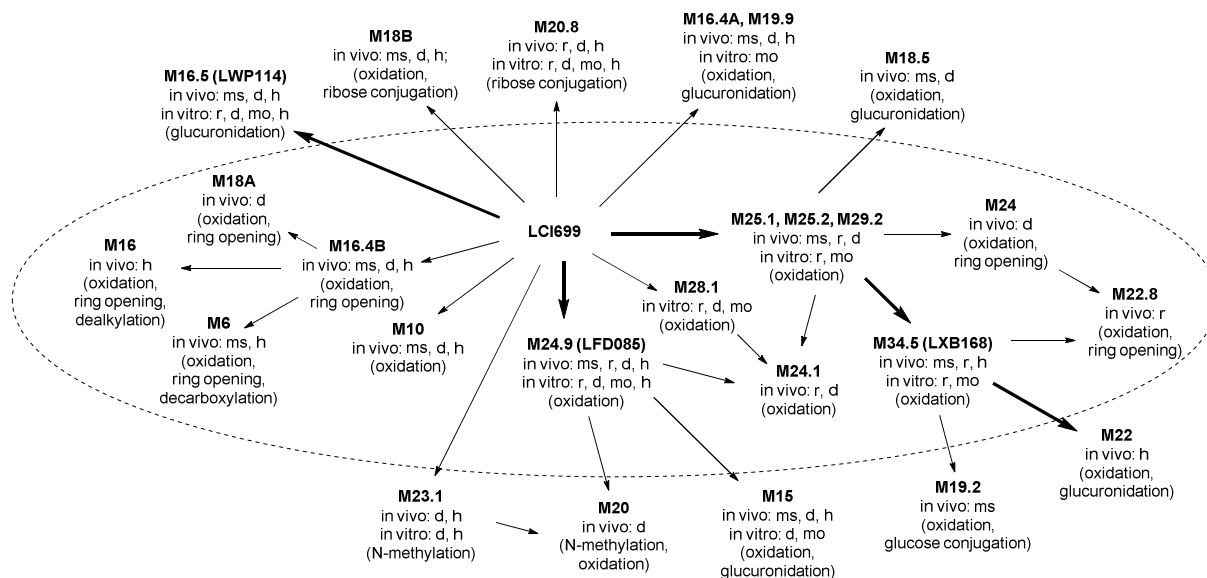 M16.5 (LWP114)
in vivo: ms, d, h
in vitro: r, d, mo, h
(glucuronidation)
M18B
in vivo: ms, d, h;
(oxidation,
ribose conjugation)
M20.8
in vivo: r, d, h
in vitro: r, d, mo, h
(ribose conjugation)
M16.4A, M19.9
in vivo: ms, d, h
in vitro: mo
(oxidation,
glucuronidation)
M18.5
in vivo: ms, d
(oxidation,
glucuronidation)
M18A
in vivo: d
(oxidation,
ring opening)
M16
in vivo: h
(oxidation,
ring opening,
dealkylation)
M16.4B
in vivo: ms, d, h
(oxidation,
ring opening)
M6
in vivo: ms, h
(oxidation,
ring opening,
decarboxylation)
LCI699
M10
in vivo: ms, d, h
(oxidation)
M25.1, M25.2, M29.2
in vivo: ms, r, d
in vitro: r, mo
(oxidation)
M24
in vivo: d
(oxidation,
ring opening)
M28.1
in vitro: r, d, mo
(oxidation)
M22.8
in vivo: r
(oxidation,
ring opening)
M24.9 (LFD085)
in vivo: ms, r, d, h
in vitro: r, d, mo, h
(oxidation)
M24.1
in vivo: r, d
(oxidation)
M34.5 (LXB168)
in vivo: ms, r, h
in vitro: r, mo
(oxidation)
M22
in vivo: h
(oxidation,
glucuronidation)
M23.1
in vivo: d, h
in vitro: d, h
(N-methylation)
M20
in vivo: d
(N-methylation,
oxidation)
M15
in vivo: ms, d, h
in vitro: d, mo
(oxidation,
glucuronidation)
M19.2
in vivo: ms
(oxidation,
glucose conjugation)